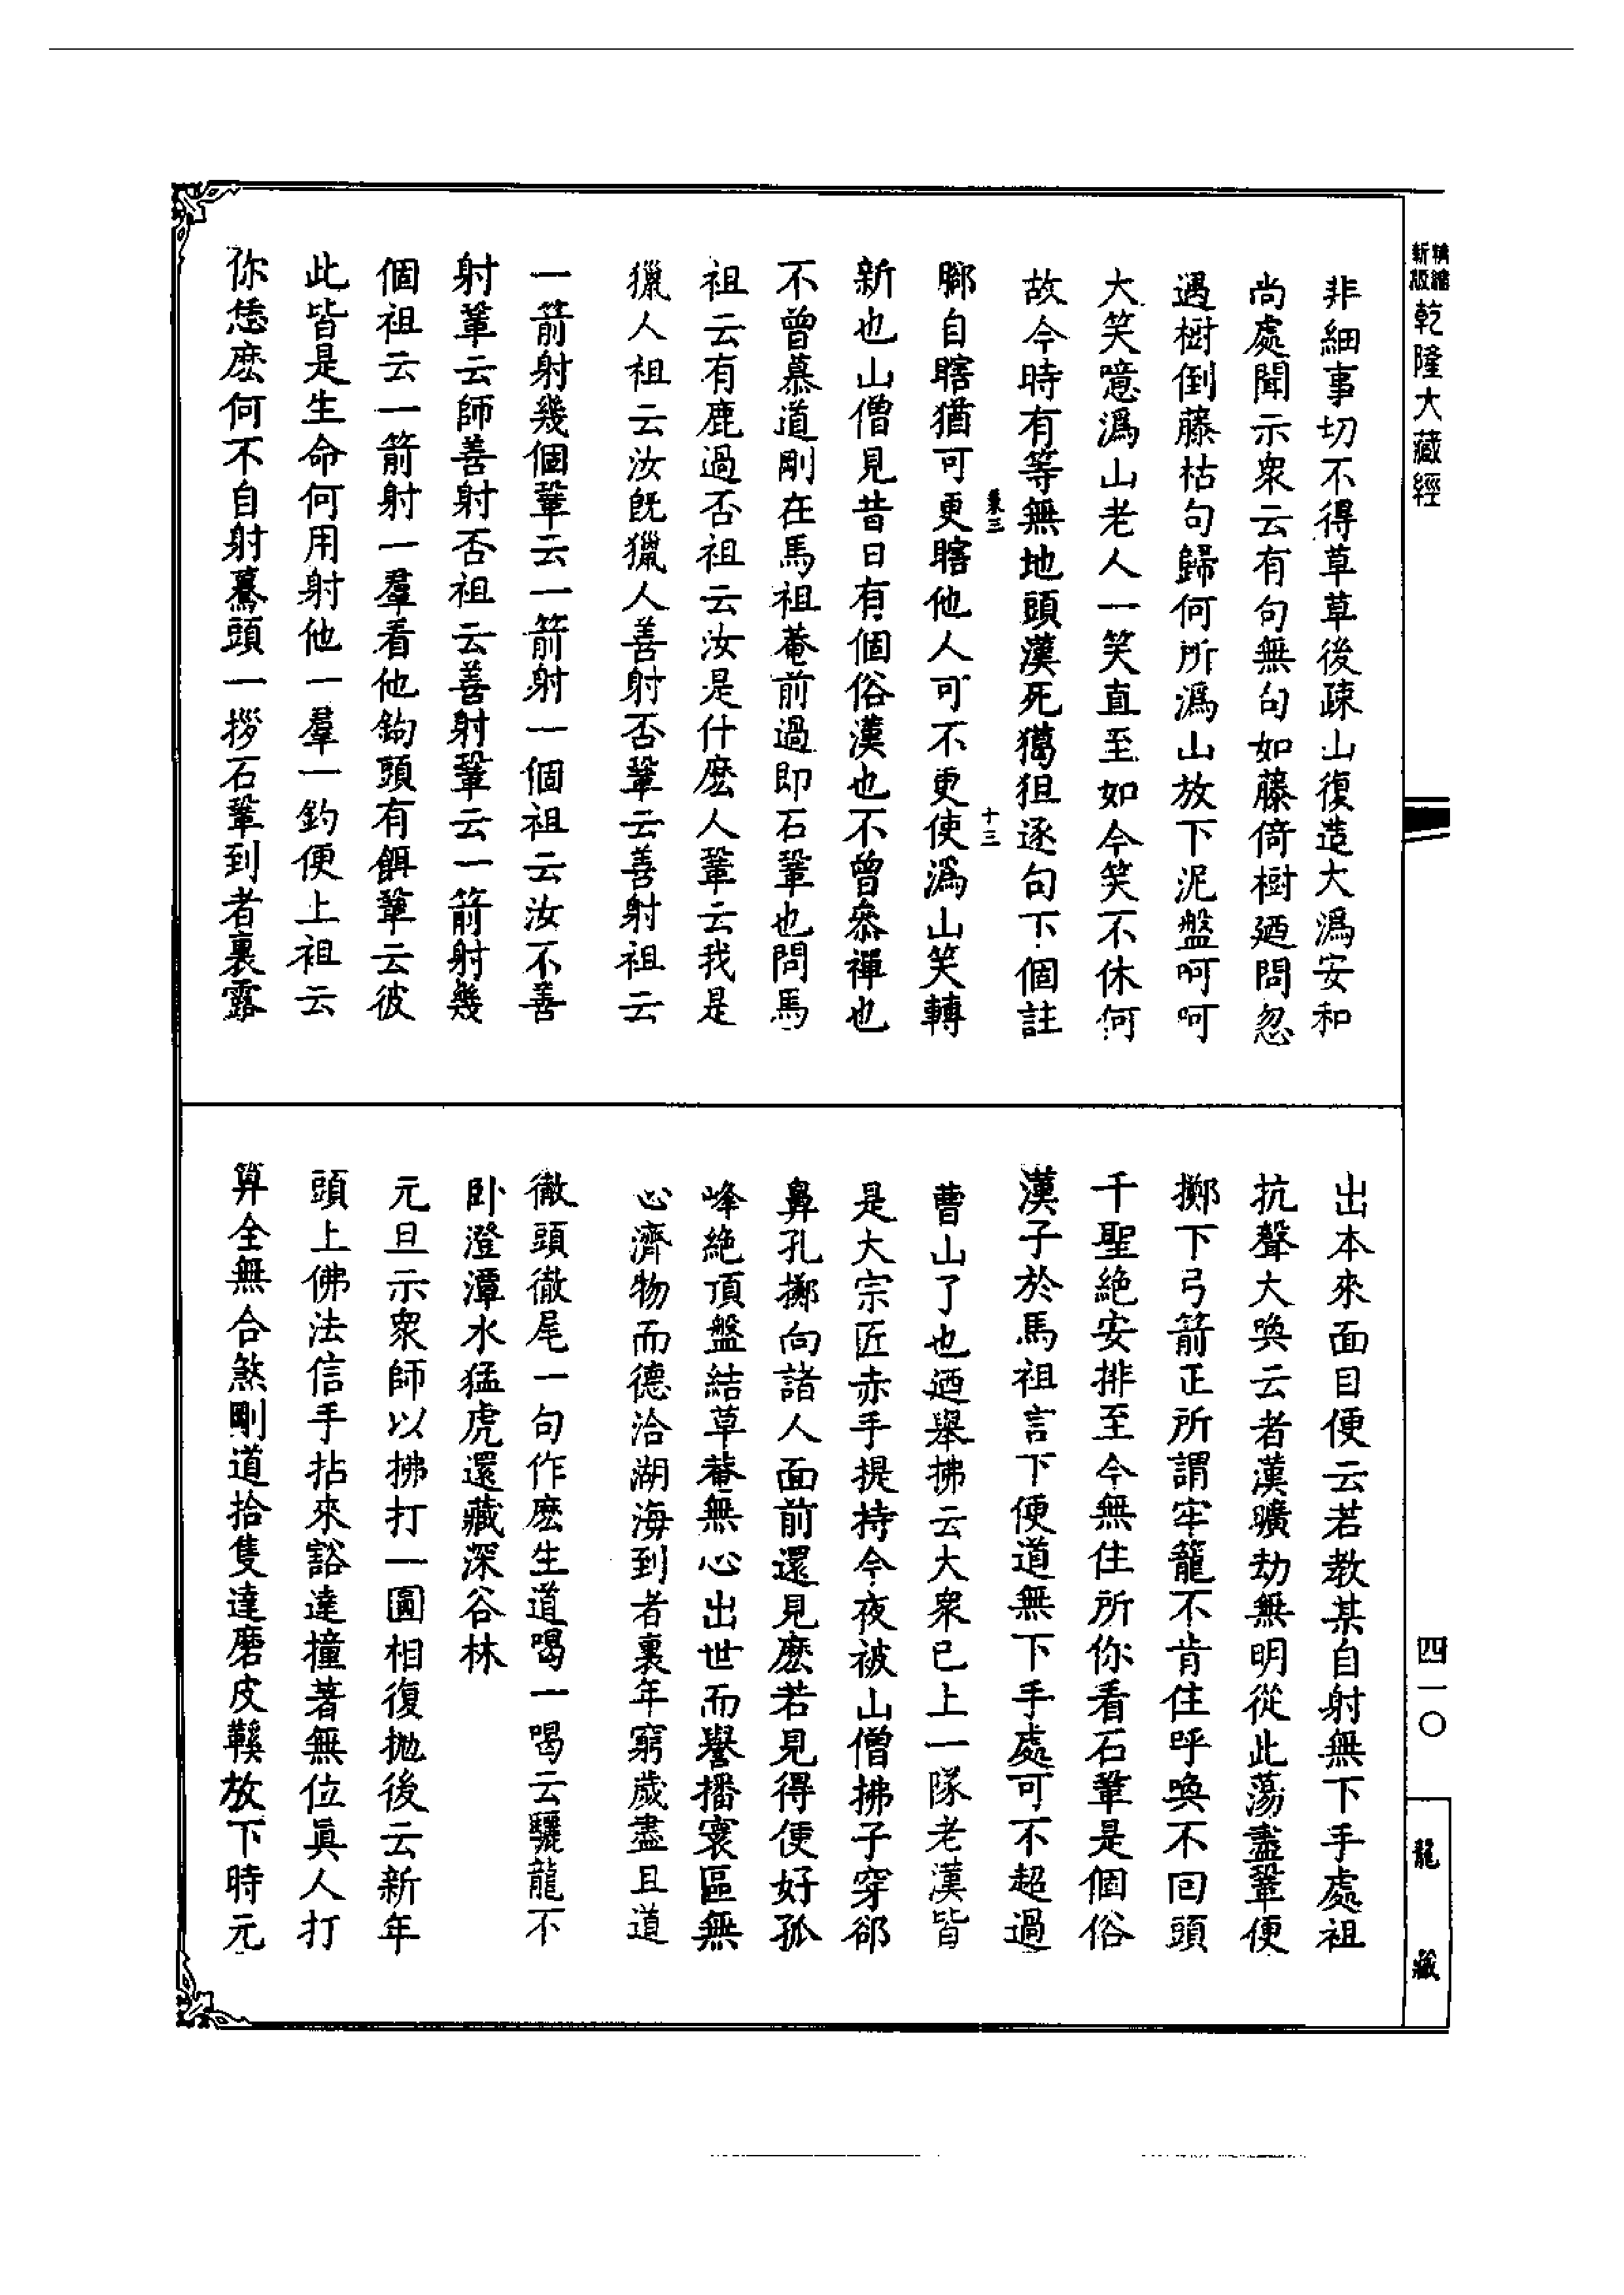 精縮新版 乾隆大藏經
四一〇
龍藏
非細事切不得草草後疎山復造大溈安和
尚處聞示衆云有句無句如藤倚樹廼問忽
遇樹倒藤枯句歸何所溈山放下泥盤呵呵
大笑噫溈山老人一笑直至如今笑不休何
故今時有等無地頭漢死獦狚逐句下個註
腳自瞎猶可更瞎他人可不更使溈山笑轉
新也山僧見昔日有個俗漢也不曾叅禪也
不曾慕道剛在馬祖菴前過即石鞏也問馬
祖云有鹿過否祖云汝是什麼人鞏云我是
獵人祖云汝既獵人善射否鞏云善射祖云
一箭射幾個鞏云一箭射一個祖云汝不善
射鞏云師善射否祖云善射鞏云一箭射幾
個祖云一箭射一羣看他鉤頭有餌鞏云彼
此皆是生命何用射他一羣一釣便上祖云
你恁麼何不自射驀頭一拶石鞏到者裏露
十三
出本來面目便云若教某自射無下手處祖
抗聲大喚云者漢曠劫無明從此蕩盡鞏便
擲下弓箭正所謂牢籠不肯住呼喚不回頭
千聖絕安排至今無住所你看石鞏是個俗
漢子於馬祖言下便道無下手處可不超過
曹山了也廼舉拂云大衆已上一隊老漢皆
是大宗匠赤手提持今夜被山僧拂子穿郤
鼻孔擲向諸人面前還見麼若見得便好孤
峰絕頂盤結草菴無心出世而譽播寰區無
心濟物而德洽湖海到者裏年窮歲盡且道
徹頭徹尾一句作麼生道喝一喝云驪龍不
卧澄潭水猛虎還藏深谷林
元旦示衆師以拂打一圓相復拋後云新年
頭上佛法信手拈來豁達撞著無位眞人打
算全無合煞剛道拾隻達磨皮鞵放下時元